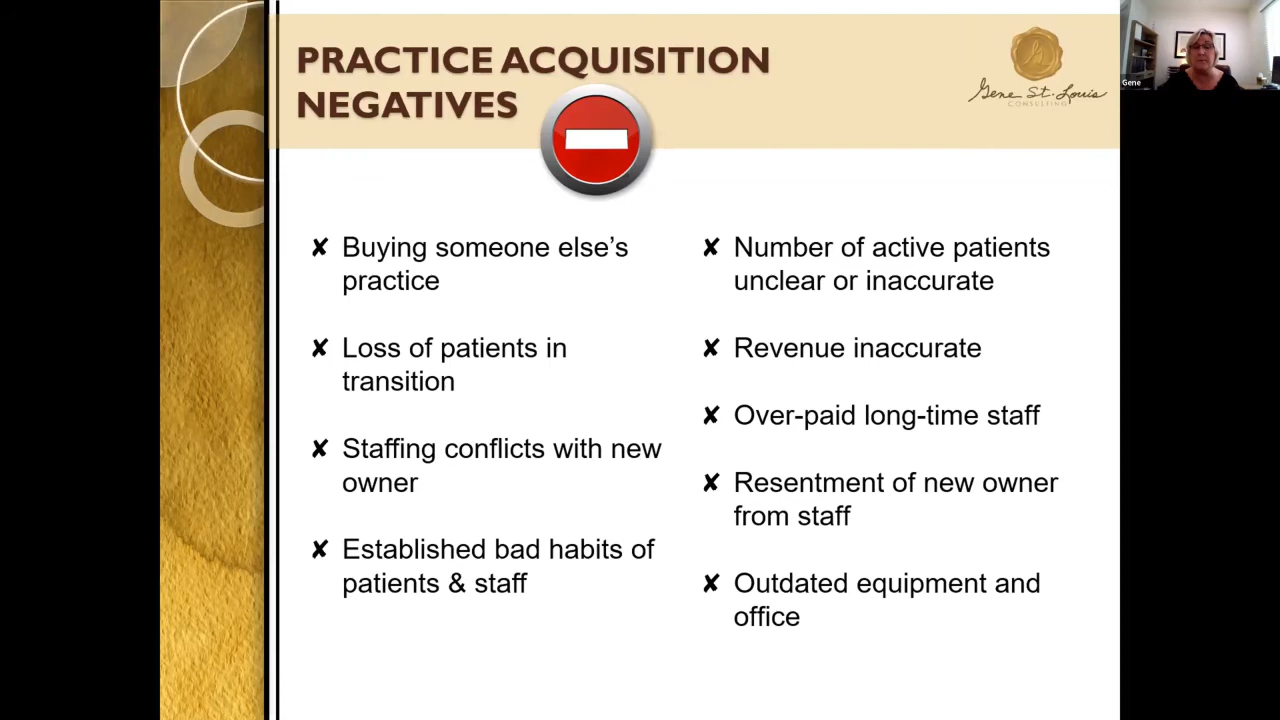 PRACTICE ACQUISITION
NEGATIVES
Gene St. Louis
CONSULTING
Gene
✘ Buying someone else’s
practice
✘ Loss of patients in
transition
✘ Staffing conflicts with new
owner
✘ Established bad habits of
patients & staff
✘ Number of active patients
unclear or inaccurate
✘ Revenue inaccurate
✘ Over-paid long-time staff
✘ Resentment of new owner
from staff
✘ Outdated equipment and
office